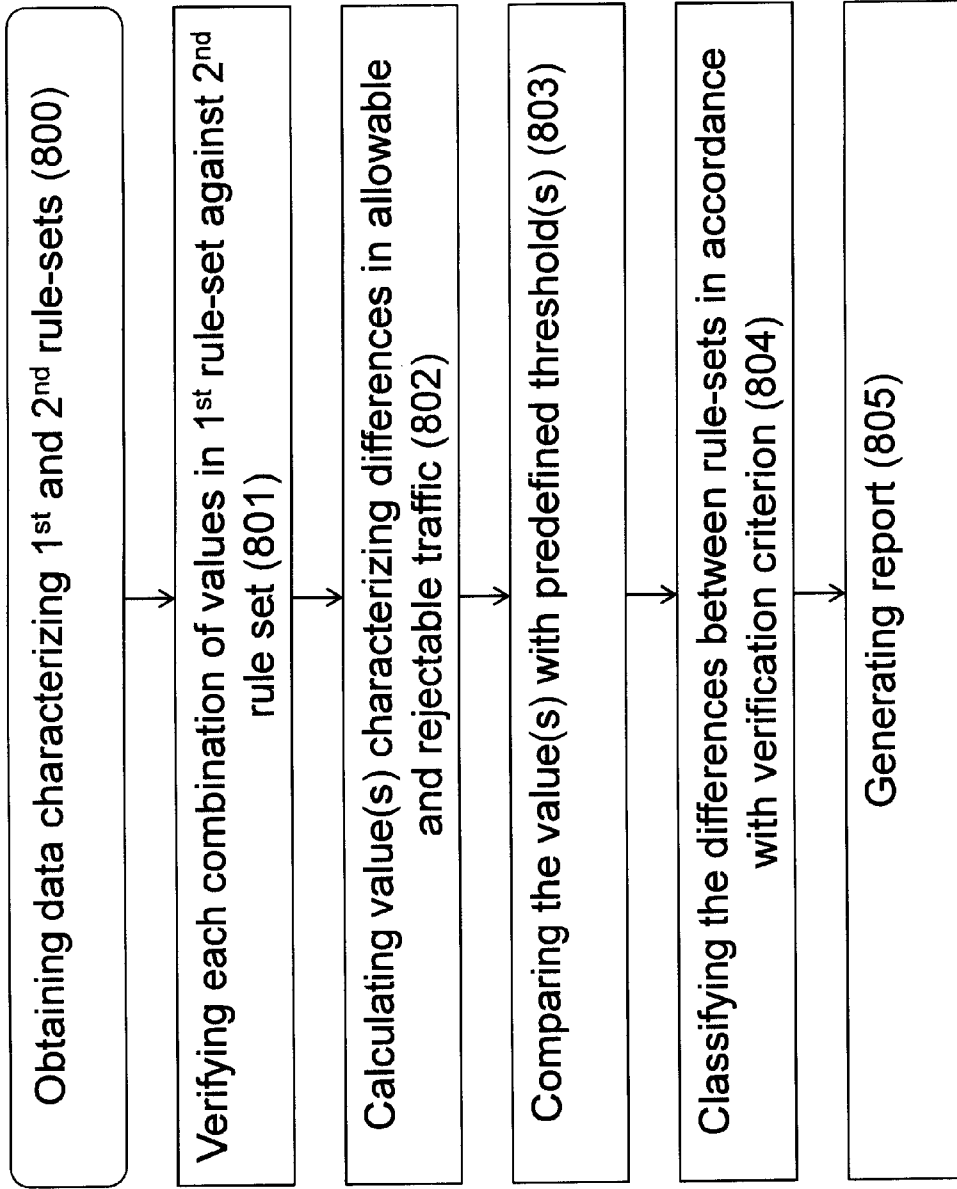 Obtaining data characterizing 1st and 2nd rule-sets (800)
Verifying each combination of values in 1st rule-set against 2nd
rule set (801)
Calculating value(s) characterizing differences in allowable
and rejectable traffic (802)
Comparing the value(s) with predefined threshold(s) (803)
Classifying the differences between rule-sets in accordance
with verification criterion (804)
Generating report (805)